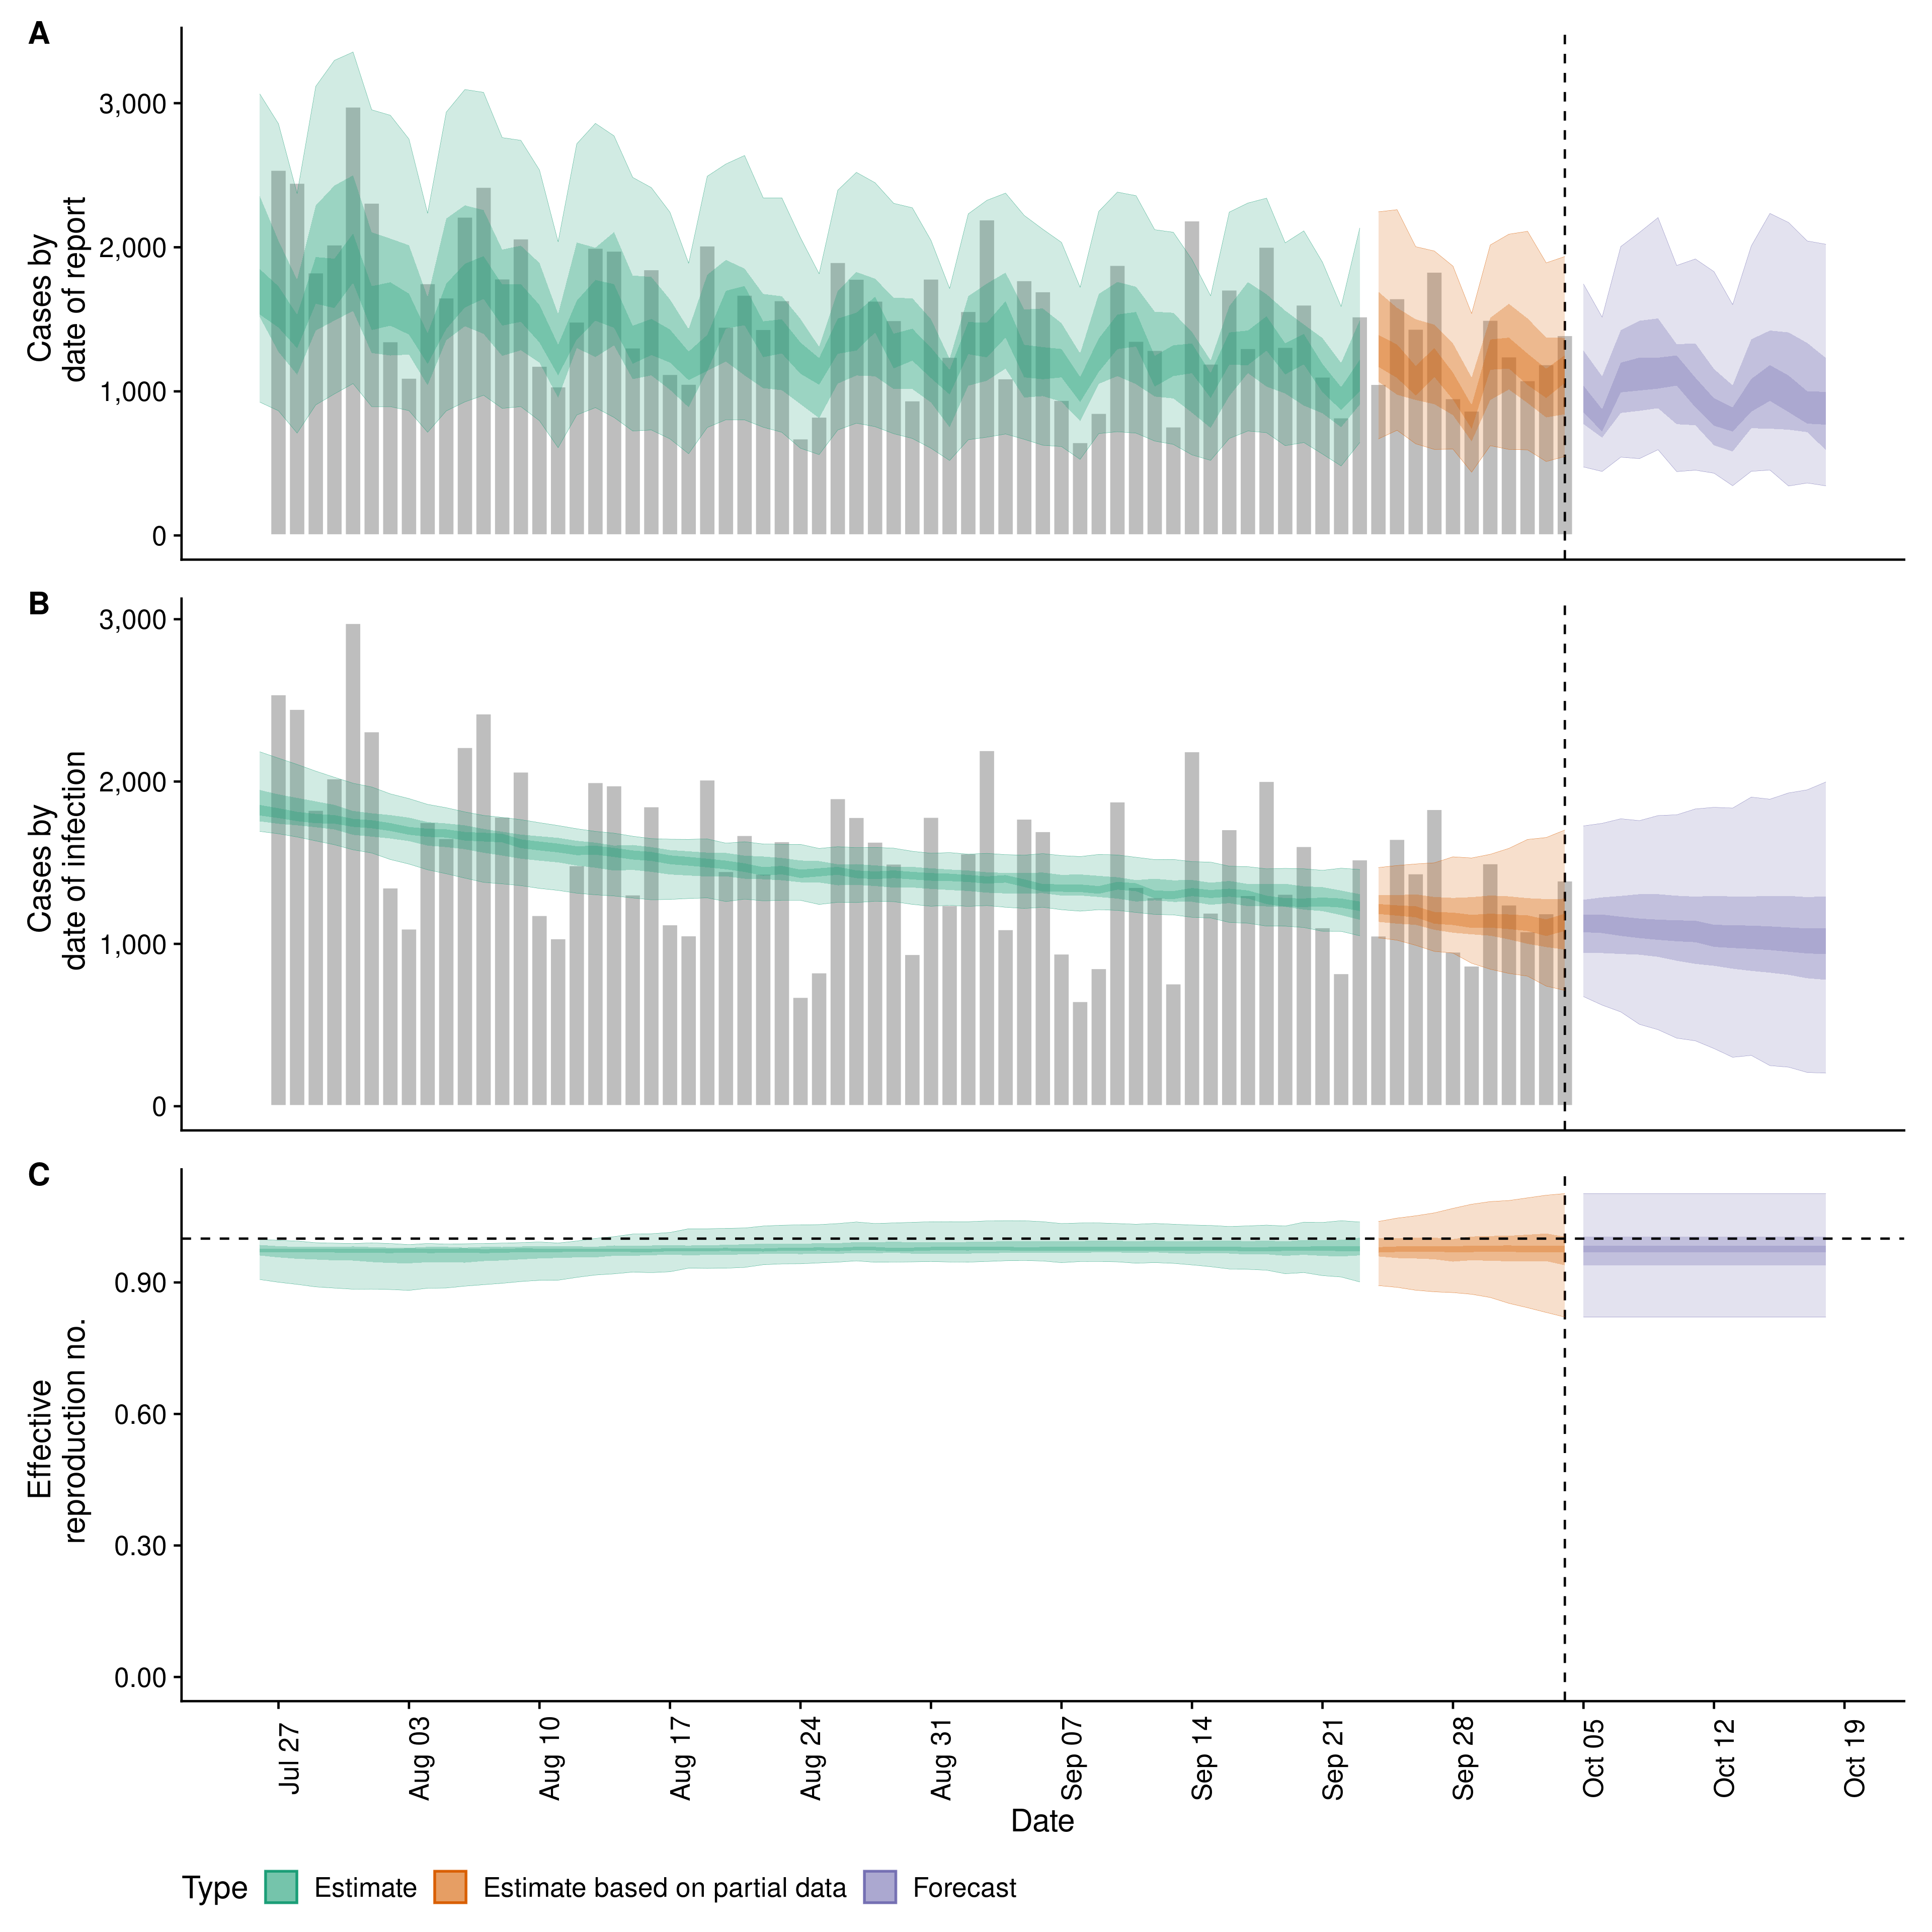 A
Cases by
date of report
3,000
2,000
1,000
0
B
Cases by
date of infection
3,000
2,000
1,000
0
C
Effective
reproduction no.
0.90
0.60
0.30
0.00
Jul 27
Aug 03
Aug 10
Aug 17
Aug 24
Aug 31
Sep 07
Sep 14
Sep 21
Sep 28
Oct 05
Oct 12
Oct 19
Date
Type Estimate Estimate based on partial data Forecast